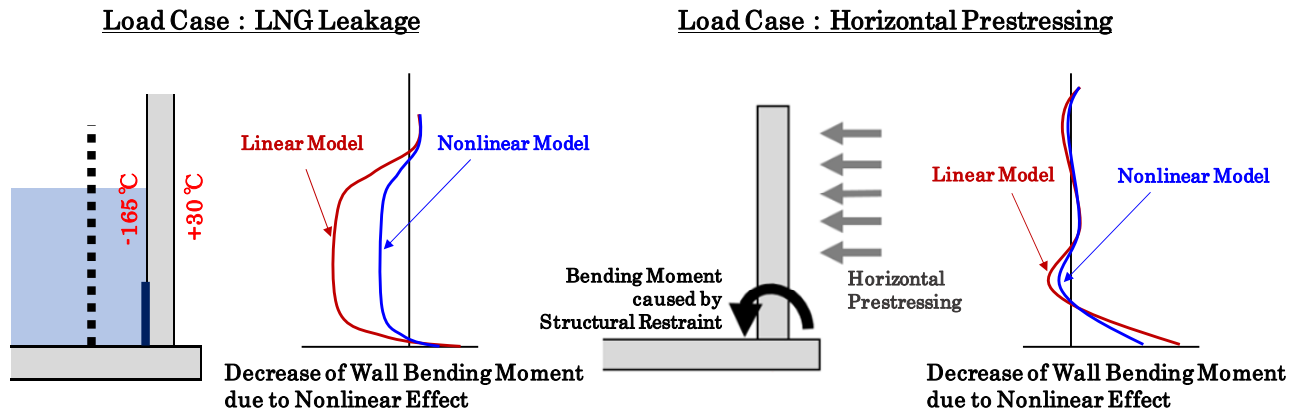 Load Case : LNG Leakage
-165℃
+30℃
Linear Model
Nonlinear Model
Decrease of Wall Bending Moment
due to Nonlinear Effect
Load Case : Horizontal Prestressing
Bending Moment
caused by
Structural Restraint
Horizontal
Prestressing
Linear Model
Nonlinear Model
Decrease of Wall Bending Moment
due to Nonlinear Effect